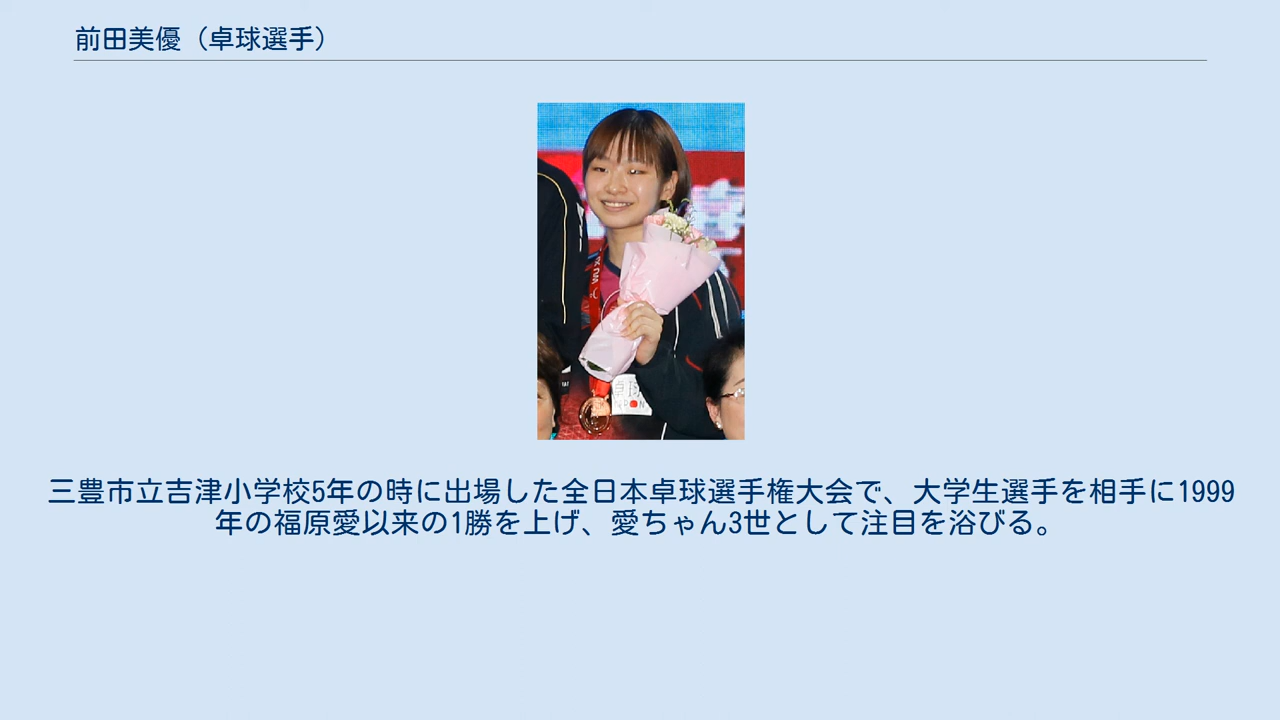 前田美優（卓球選手）
卓球
三豊市立吉津小学校5年の時に出場した全日本卓球選手権大会で、大学生選手を相手に1999
年の福原愛以来の1勝を上げ、愛ちゃん3世として注目を浴びる。